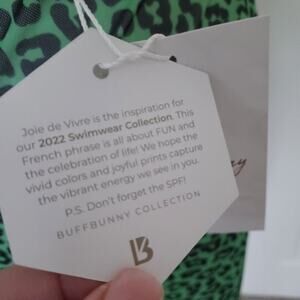 Joie de Vivre is the inspiration for
our 2022 Swimwear Collection. This
French phrase is all about FUN and
the celebration of life! We hope the
vivid colors and joyful prints capture
the vibrant energy we see in you.
P.S. Don't forget the SPF!
BUFFBUNNY COLLECTION